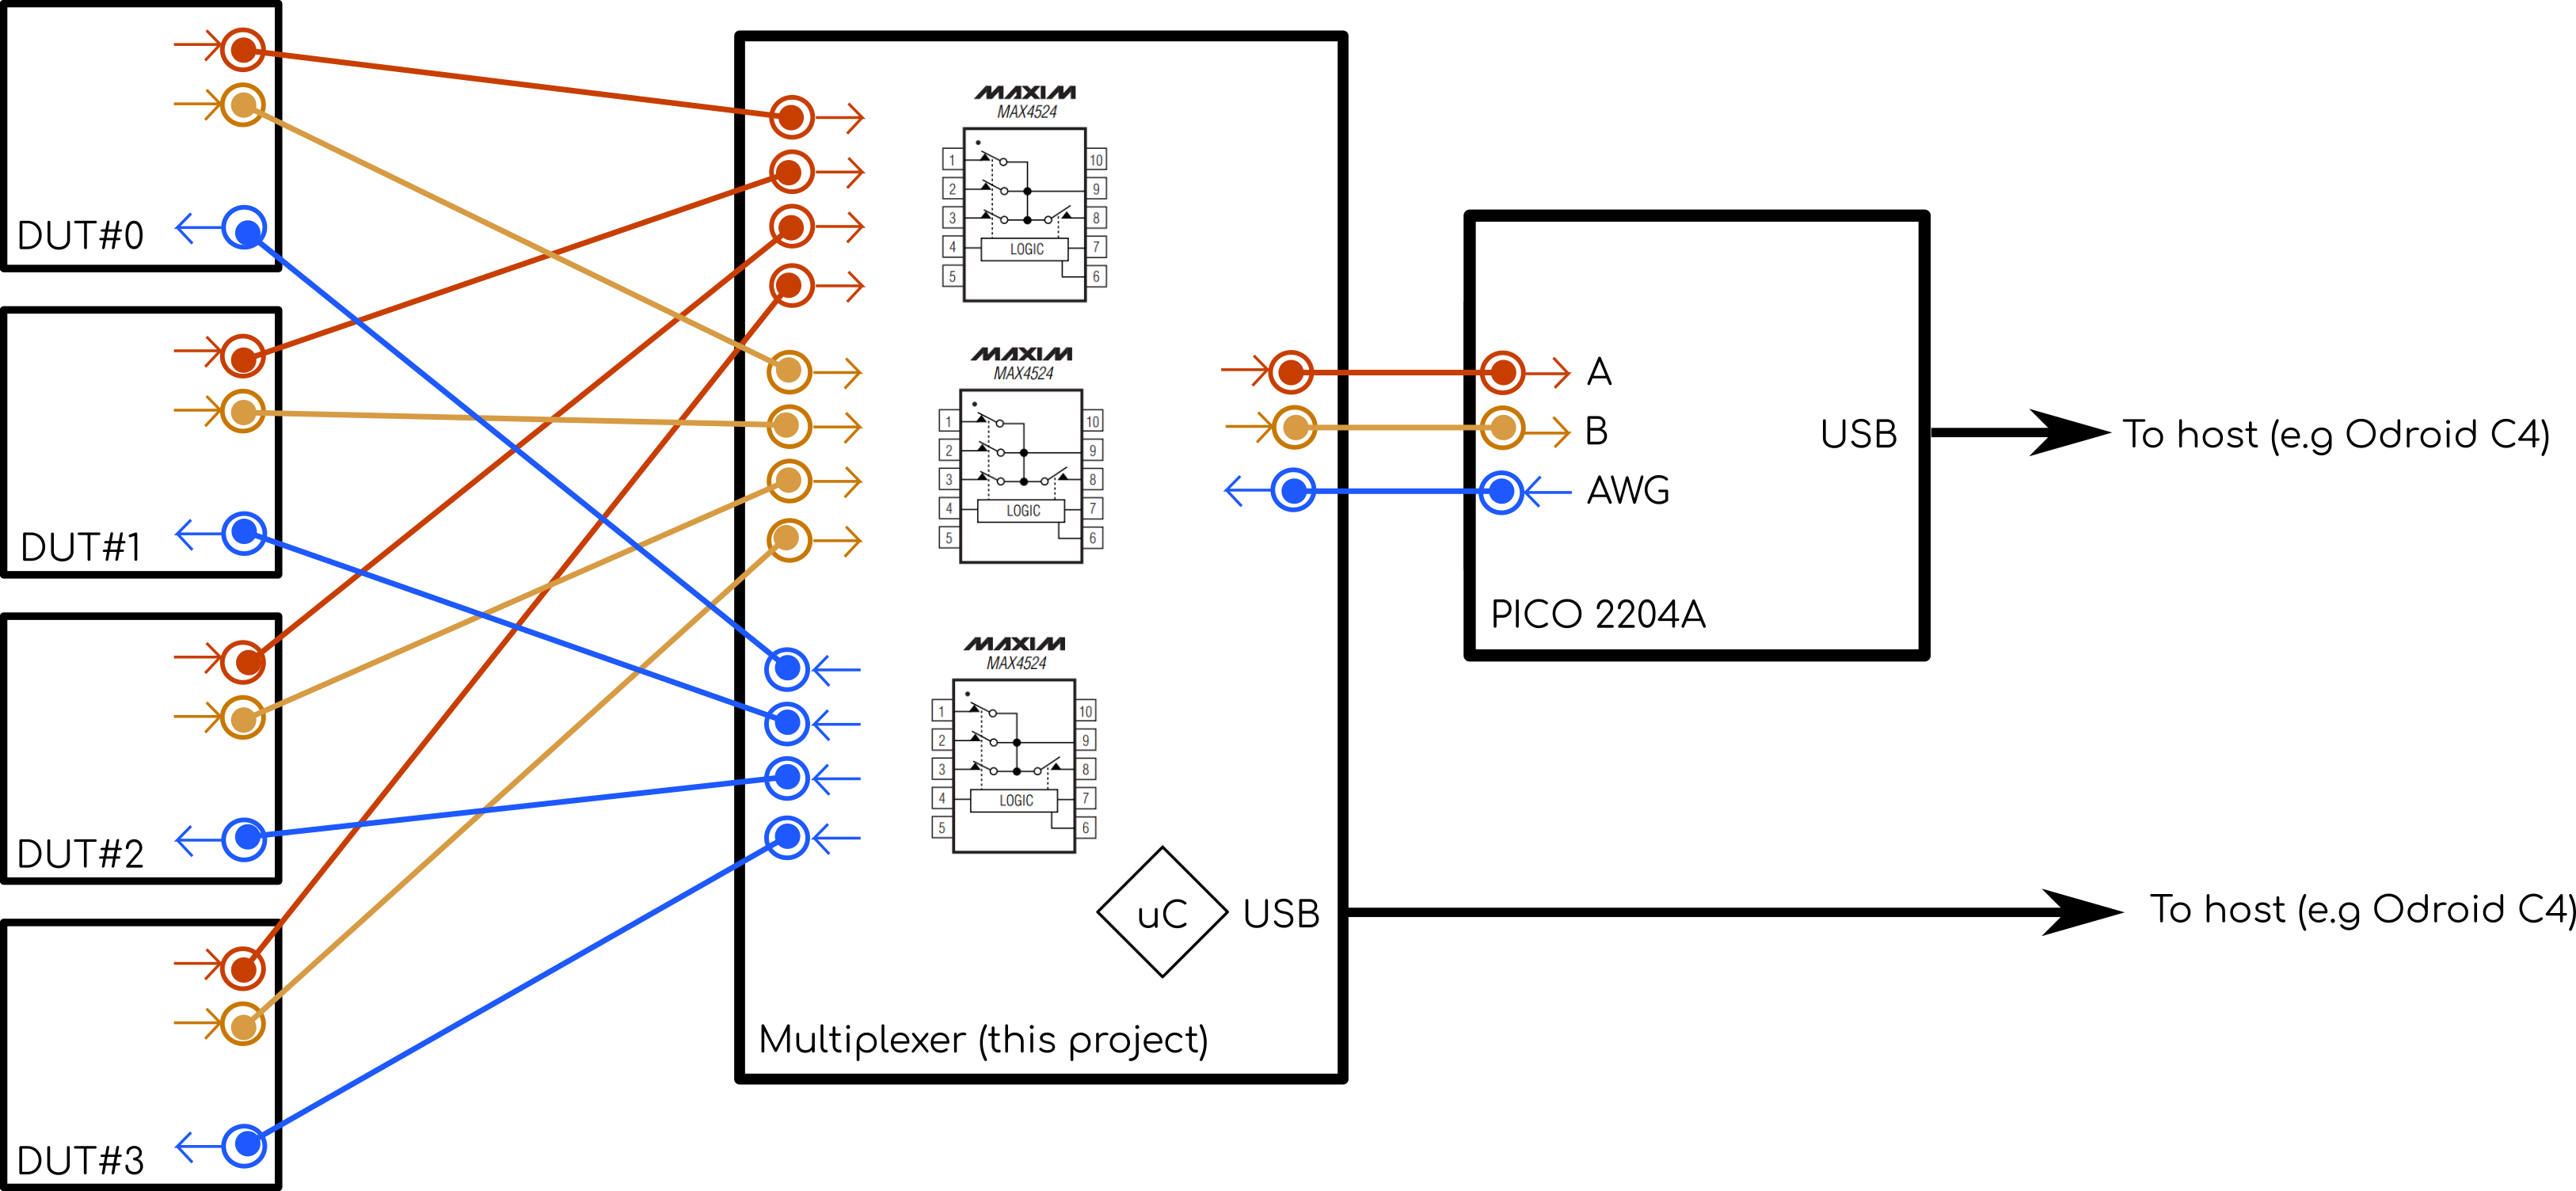 DUT#0
DUT#1
DUT#2
DUT#3
MAXIM
MAX4524
1 10
2 9
3 8
4 LOGIC 7
5 6
MAXIM
MAX4524
1 10
2 9
3 8
4 LOGIC 7
5 6
MAXIM
MAX4524
1 10
2 9
3 8
4 LOGIC 7
5 6
uC USB
Multiplexer (this project)
A
B
AWG
USB
PICO 2204A
To host (e.g Odroid C4)
To host (e.g Odroid C4)